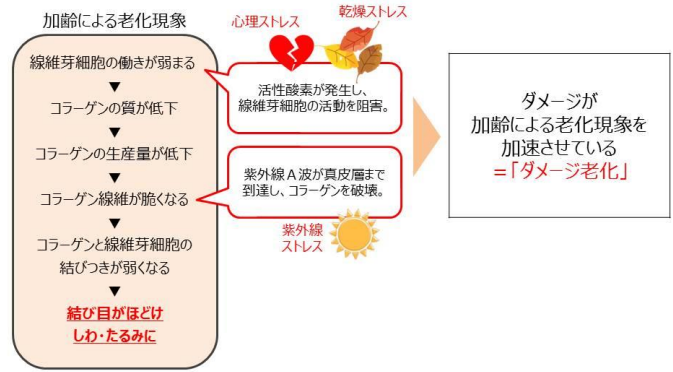 加齢による老化現象
線維芽細胞の働きが弱まる
▼
コラーゲンの質が低下
▼
コラーゲンの生産量が低下
▼
コラーゲン線維が脆くなる
▼
コラーゲンと線維芽細胞の
結びつきが弱くなる
▼
結び目がほどけ
しわ・たるみに
心理ストレス
乾燥ストレス
活性酸素が発生し、
線維芽細胞の活動を阻害。
紫外線A波が真皮層まで
到達し、コラーゲンを破壊。
紫外線
ストレス
ダメージが
加齢による老化現象を
加速させている
=「ダメージ老化」